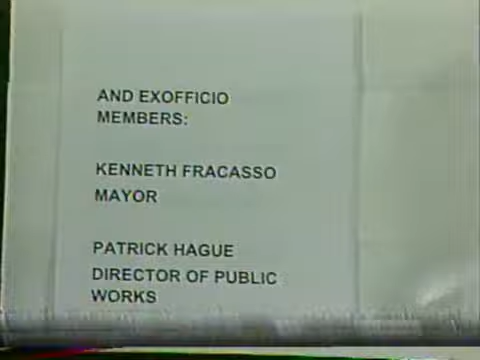 AND EXOFFICIO
MEMBERS:
KENNETH FRACASSO
MAYOR
PATRICK HAGUE
DIRECTOR OF PUBLIC
WORKS